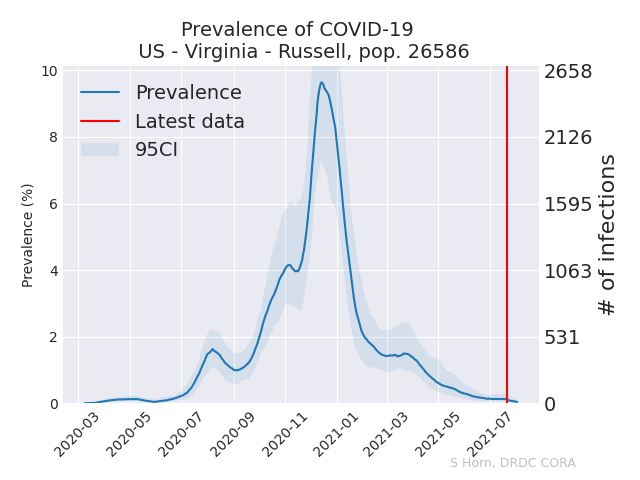 Prevalence of COVID-19
US - Virginia - Russell, pop. 26586
Prevalence
Latest data
95CI
Prevalence (%)
10
8
6
4
2
0
2658
2126
1595
1063
531
0
# of infections
2020-03
2020-05
2020-07
2020-09
2020-11
2021-01
2021-03
2021-05
2021-07
S Horn, DRDC CORA